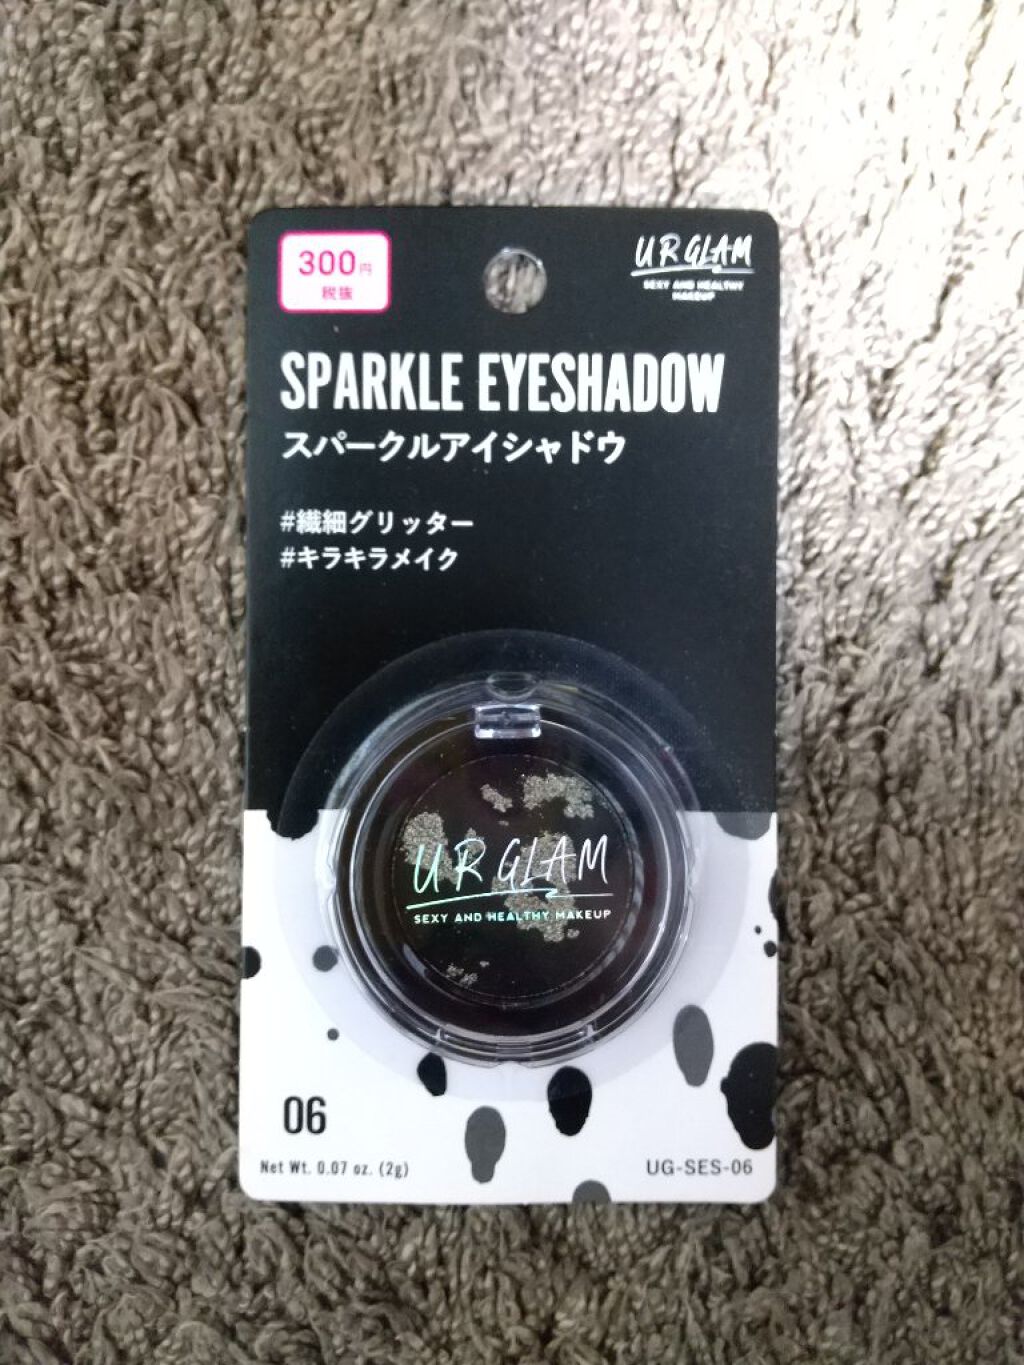 300円
税抜
UR GLAM
SEXY AND HEALTHY
MAKEUP
SPARKLE EYESHADOW
スパークルアイシャドウ
#繊細グリッター
#キラキラメイク
UR GLAM
SEXY AND HEALTHY MAKEUP
06
Net Wt. 0.07 oz. (2g)
UG-SES-06